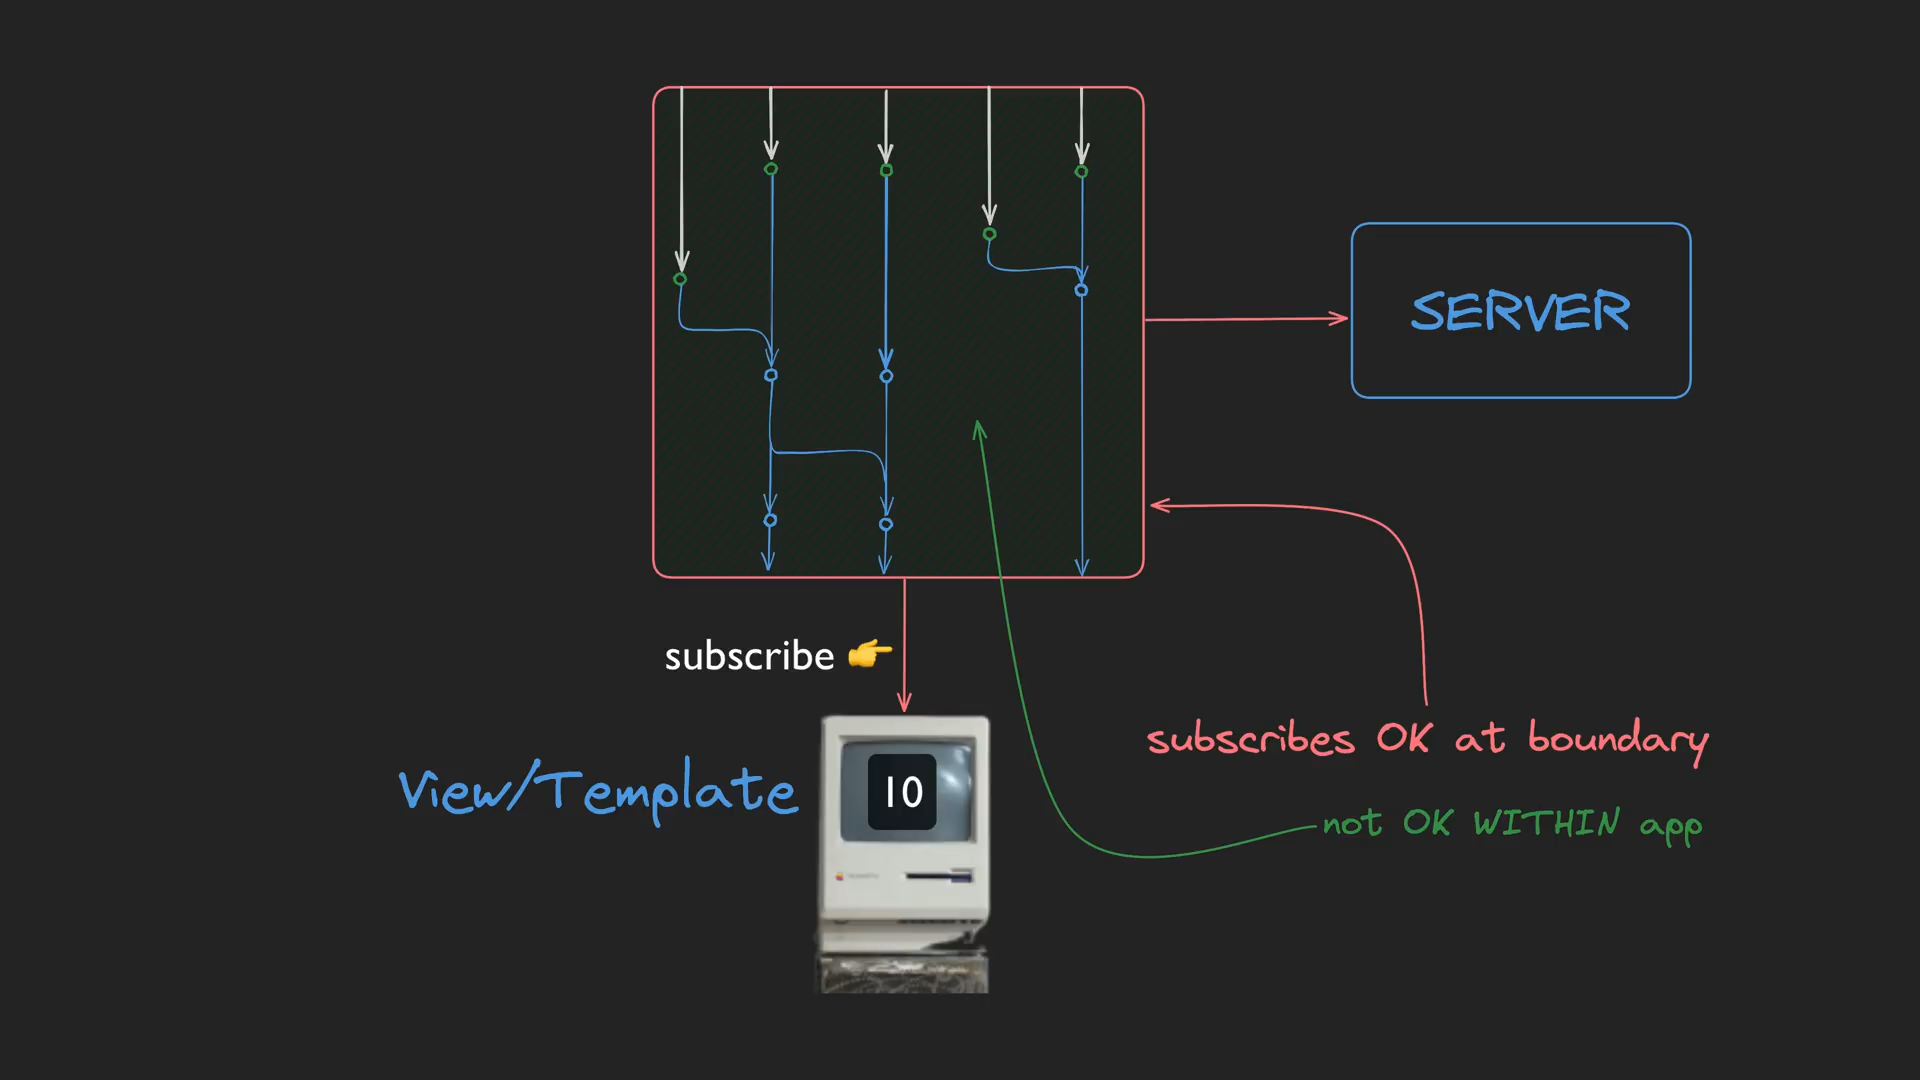 SERVER
subscribe 👉
subscribes OK at boundary
View/Template
10
not OK WITHIN app